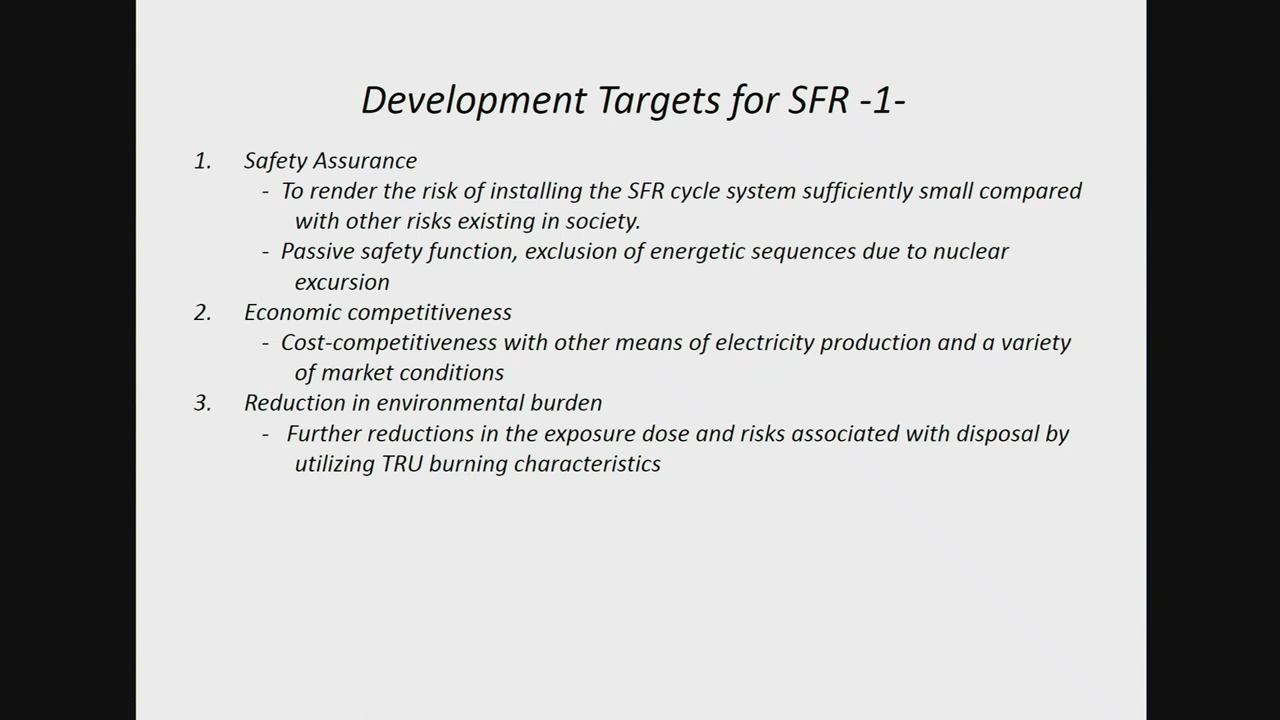 Development Targets for SFR -1-
1. Safety Assurance
- To render the risk of installing the SFR cycle system sufficiently small compared
with other risks existing in society.
- Passive safety function, exclusion of energetic sequences due to nuclear
excursion
2. Economic competitiveness
- Cost-competitiveness with other means of electricity production and a variety
of market conditions
3. Reduction in environmental burden
- Further reductions in the exposure dose and risks associated with disposal by
utilizing TRU burning characteristics